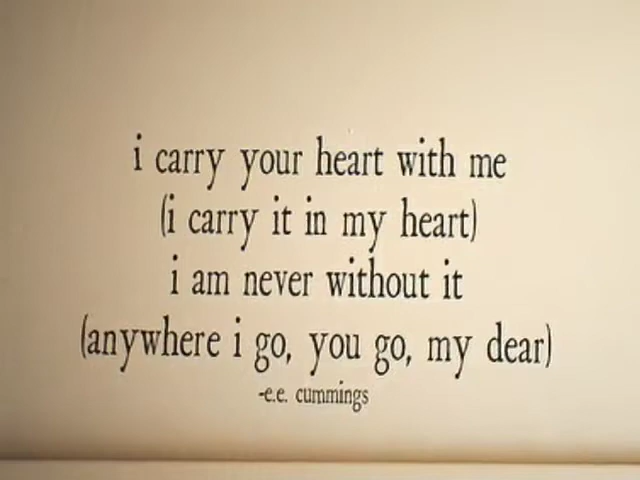 i carry your heart with me
(i carry it in my heart)
i am never without it
(anywhere i go, you go, my dear)
-e.e. cummings